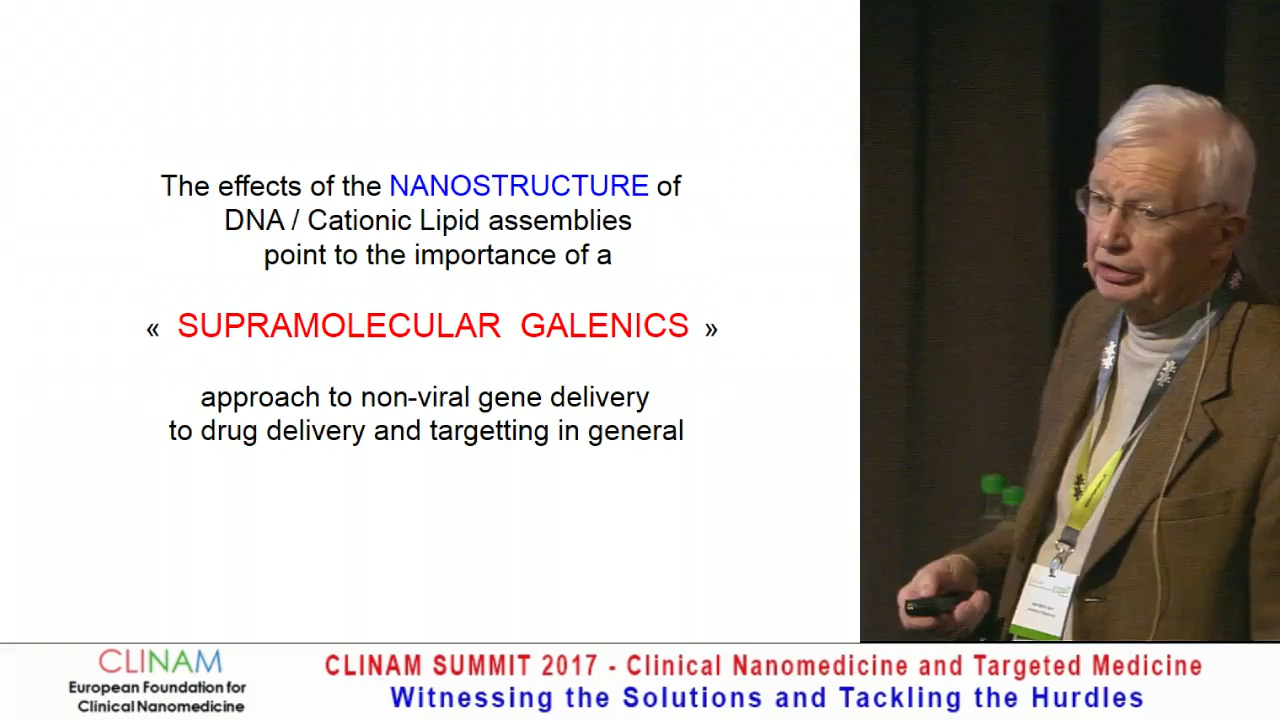 The effects of the NANOSTRUCTURE of
DNA / Cationic Lipid assemblies
point to the importance of a
« SUPRAMOLECULAR GALENICS »
approach to non-viral gene delivery
to drug delivery and targetting in general
CLINAM
European Foundation for
Clinical Nanomedicine
CLINAM SUMMIT 2017 - Clinical Nanomedicine and Targeted Medicine
Witnessing the Solutions and Tackling the Hurdles